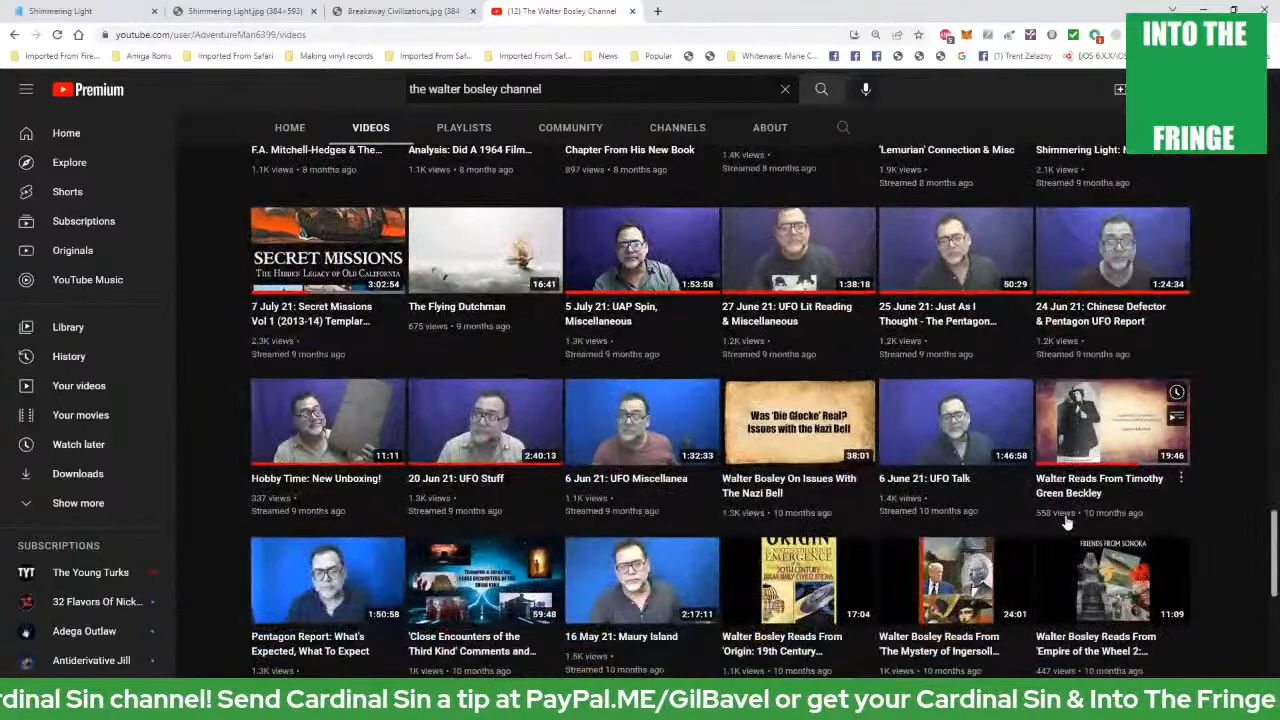 Shimmering Light
Shimmering Light.jpg (384×593)
Breakaway Civilizations.jpg (384×
(12) The Walter Bosley Channel
youtube.com/user/AdventureMan6399/videos
Imported From Fire
Amiga Roms
Imported From Safari
Making vinyl records
Imported From Safari
News
Popular
Imported From Safari
Whiteware; Marie C...
(1) Trent Zelazny
INTO THE
FRINGE
Premium
the walter bosley channel
HOME
VIDEOS
PLAYLISTS
COMMUNITY
CHANNELS
ABOUT
Home
Explore
Shorts
Subscriptions
Originals
YouTube Music
Library
History
Your videos
Your movies
Watch later
Downloads
Show more
SUBSCRIPTIONS
The Young Turks
32 Flavors Of Nick...
Adega Outlaw
Antiderivative Jill
F.A. Mitchell-Hedges & The...
1.1K views • 8 months ago
Analysis: Did A 1964 Film...
1.1K views • 8 months ago
Chapter From His New Book
897 views • 8 months ago
1.4K views •
Streamed 8 months ago
'Lemurian' Connection & Misc
1.9K views •
Streamed 8 months ago
Shimmering Light:
2.1K views •
Streamed 9 months ago
SECRET MISSIONS
THE HIDDEN LEGACY OF OLD CALIFORNIA
3:02:54
7 July 21: Secret Missions
Vol 1 (2013-14) Templar...
2.3K views •
Streamed 9 months ago
16:41
The Flying Dutchman
675 views • 9 months ago
1:53:58
5 July 21: UAP Spin,
Miscellaneous
1.3K views •
Streamed 9 months ago
1:38:18
27 June 21: UFO Lit Reading
& Miscellaneous
1.2K views •
Streamed 9 months ago
50:29
25 June 21: Just As I
Thought - The Pentagon...
1.2K views •
Streamed 9 months ago
1:24:34
24 Jun 21: Chinese Defector
& Pentagon UFO Report
1.2K views •
Streamed 9 months ago
11:11
Hobby Time: New Unboxing!
337 views •
Streamed 9 months ago
2:40:13
20 Jun 21: UFO Stuff
1.3K views •
Streamed 9 months ago
1:32:33
6 Jun 21: UFO Miscellanea
1.1K views •
Streamed 9 months ago
Was 'Die Glocke' Real?
Issues with the Nazi Bell
38:01
Walter Bosley On Issues With
The Nazi Bell
1.3K views • 10 months ago
1:46:58
6 June 21: UFO Talk
1.4K views •
Streamed 10 months ago
19:46
Walter Reads From Timothy
Green Beckley
558 views • 10 months ago
1:50:58
Pentagon Report: What's
Expected, What To Expect
1.3K views •
59:48
'Close Encounters of the
Third Kind' Comments and...
1K views • 10 months ago
2:17:11
16 May 21: Maury Island
1.5K views •
Streamed 10 months ago
ORIGIN
EMERGENCE
17:04
Walter Bosley Reads From
'Origin: 19th Century...
1.1K views • 10 months ago
24:01
Walter Bosley Reads From
'The Mystery of Ingersoll...
1K views • 10 months ago
FRIENDS FROM SONORA
11:09
Walter Bosley Reads From
'Empire of the Wheel 2:...
447 views • 10 months ago
rdinal Sin channel! Send Cardinal Sin a tip at PayPal.ME/GilBavel or get your Cardinal Sin & Into The Fringe